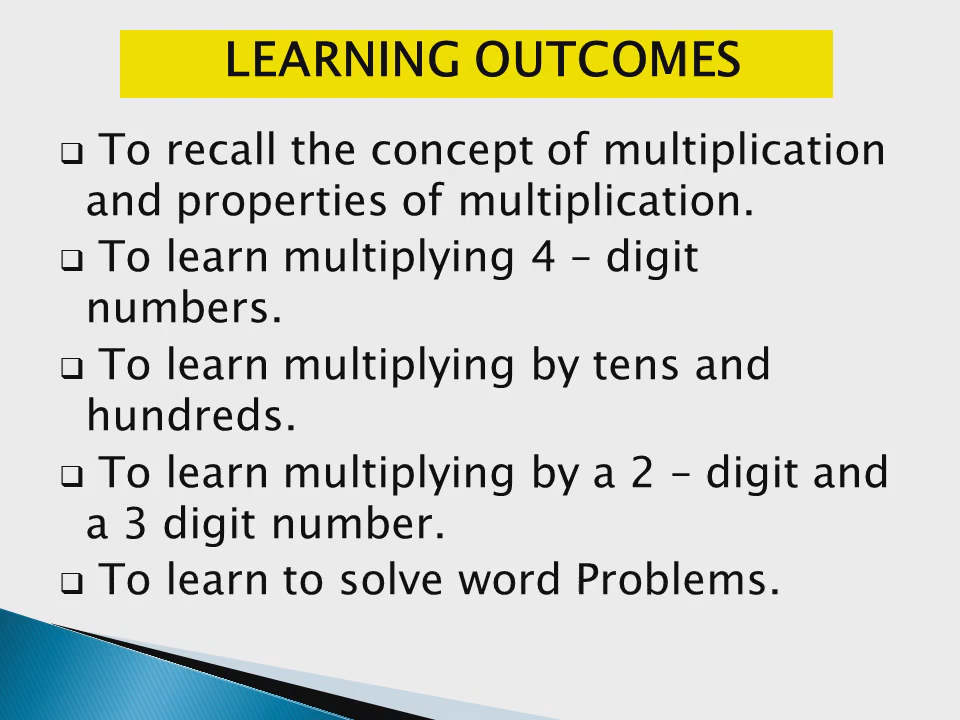 LEARNING OUTCOMES
❑ To recall the concept of multiplication
and properties of multiplication.
❑ To learn multiplying 4 – digit
numbers.
❑ To learn multiplying by tens and
hundreds.
❑ To learn multiplying by a 2 – digit and
a 3 digit number.
❑ To learn to solve word Problems.